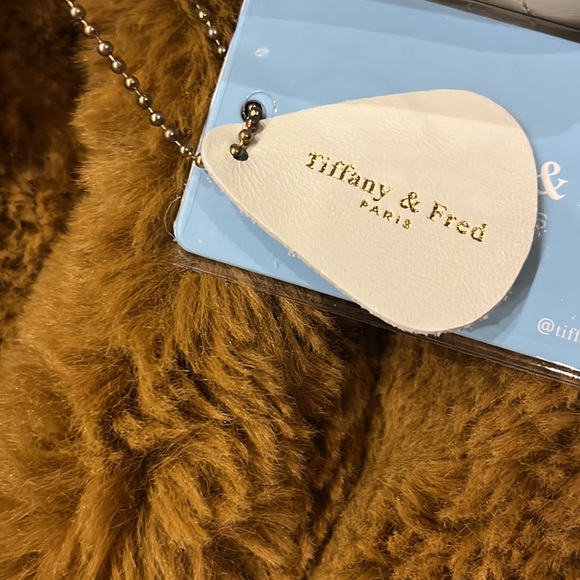 Tiffany & Fred
PARIS
&
@tiff